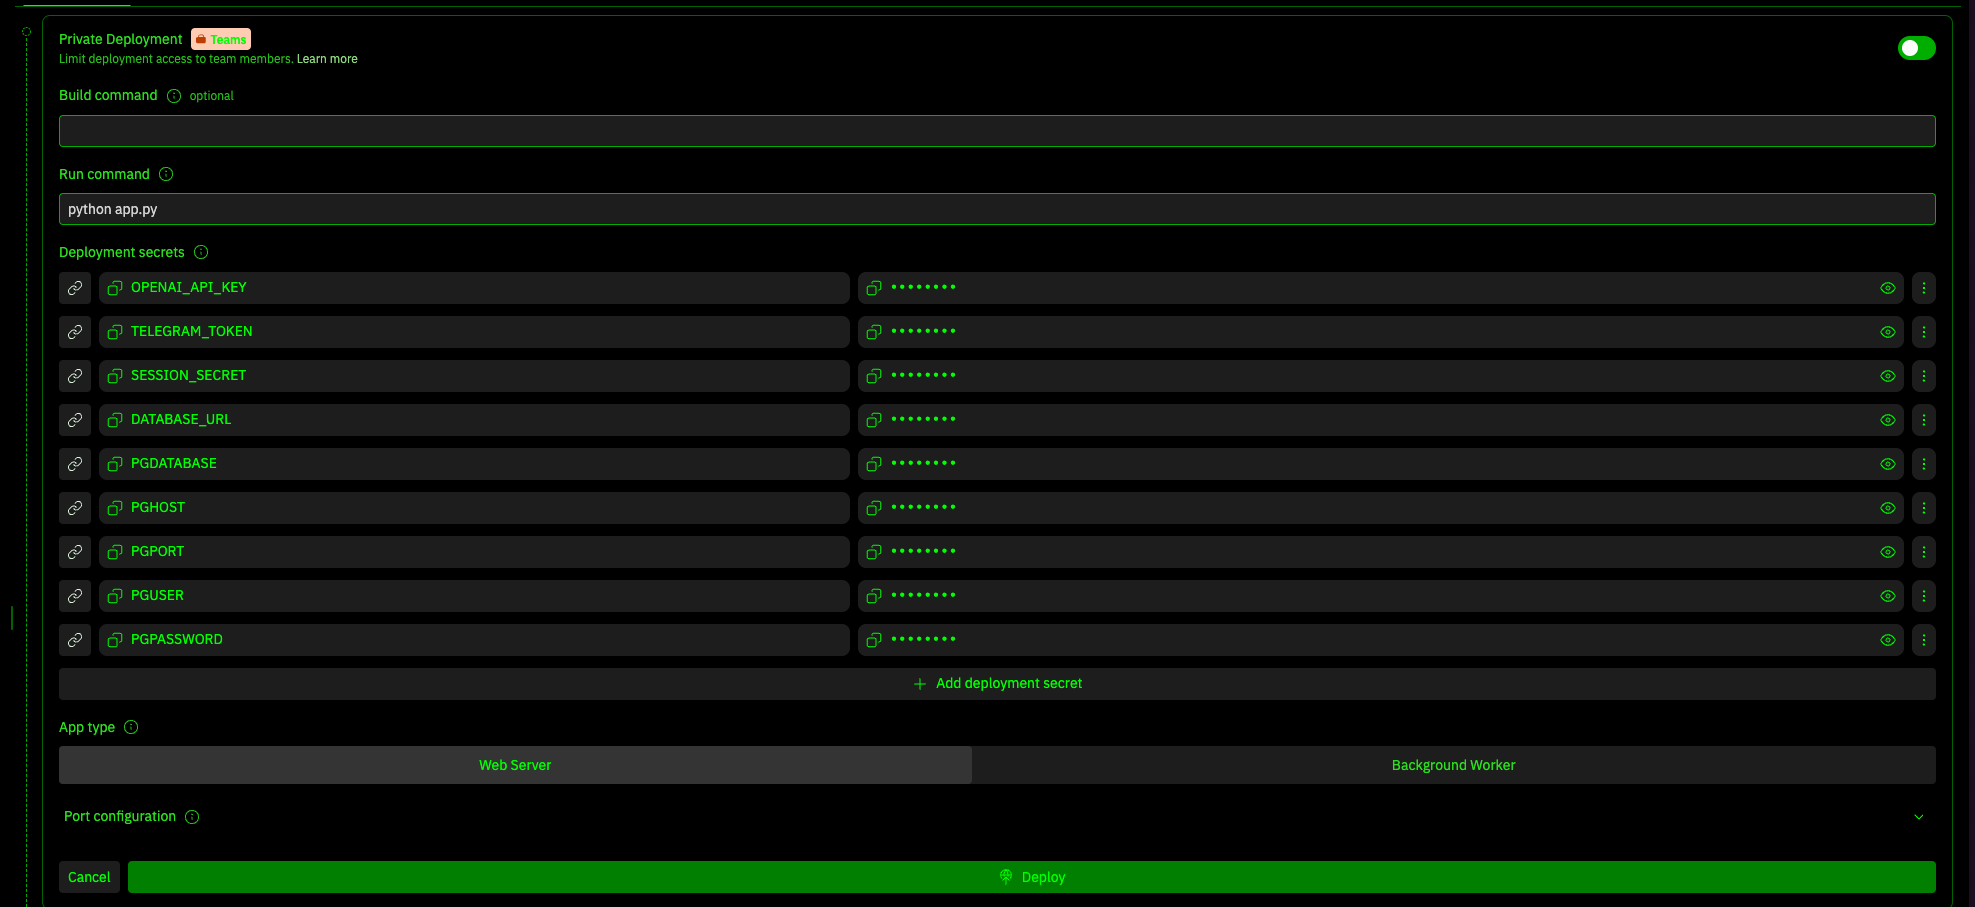 Private Deployment Teams
Limit deployment access to team members. Learn more
Build command optional
Run command
python app.py
Deployment secrets
OPENAI_API_KEY ••••••••
TELEGRAM_TOKEN ••••••••
SESSION_SECRET ••••••••
DATABASE_URL ••••••••
PGDATABASE ••••••••
PGHOST ••••••••
PGPORT ••••••••
PGUSER ••••••••
PGPASSWORD ••••••••
Add deployment secret
App type
Web Server Background Worker
Port configuration
Cancel Deploy